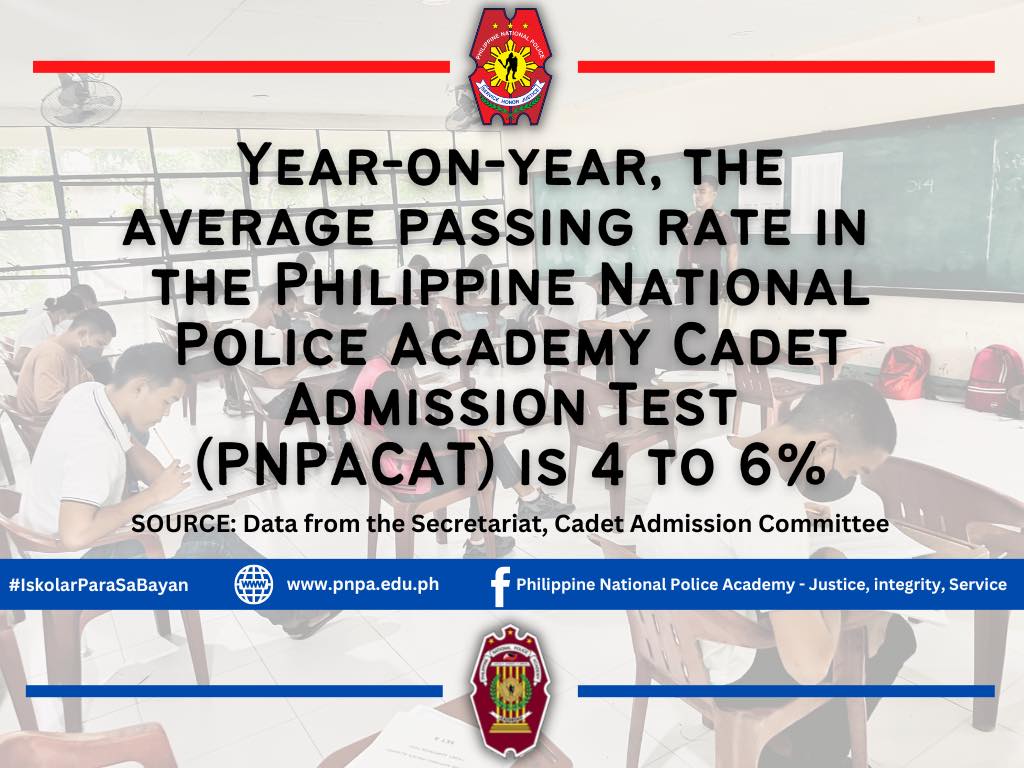 PHILIPPINE NATIONAL POLICE
SERVICE HONOR JUSTICE
Year-on-year, the
average passing rate in
the Philippine National
Police Academy Cadet
Admission Test
(PNPACAT) is 4 to 6%
SOURCE: Data from the Secretariat, Cadet Admission Committee
#IskolarParaSaBayan
www
www.pnpa.edu.ph
f Philippine National Police Academy - Justice, integrity, Service